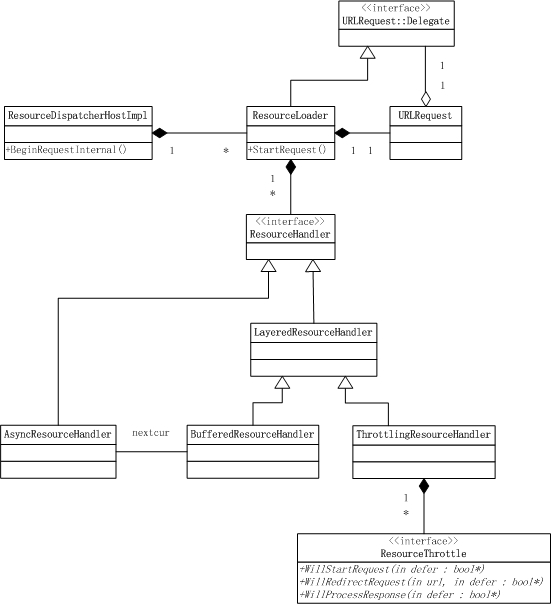 <<interface>>
URLRequest::Delegate
1
1
ResourceDispatcherHostImpl
+BeginRequestInternal()
1
*
ResourceLoader
+StartRequest()
1
1
URLRequest
1
*
<<interface>>
ResourceHandler
LayeredResourceHandler
AsyncResourceHandler
nextcur
BufferedResourceHandler
ThrottlingResourceHandler
1
*
<<interface>>
ResourceThrottle
+WillStartRequest(in defer : bool*)
+WillRedirectRequest(in url, in defer : bool*)
+WillProcessResponse(in defer : bool*)